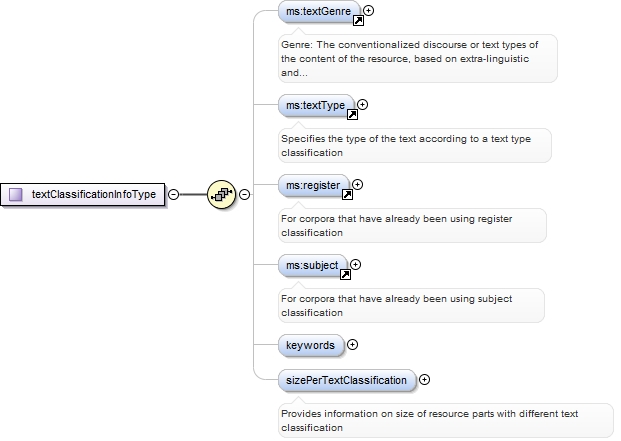 ms:textGenre
Genre: The conventionalized discourse or text types of
the content of the resource, based on extra-linguistic
and...
ms:textType
Specifies the type of the text according to a text type
classification
textClassificationInfoType
ms:register
For corpora that have already been using register
classification
ms:subject
For corpora that have already been using subject
classification
keywords
sizePerTextClassification
Provides information on size of resource parts with different text
classification